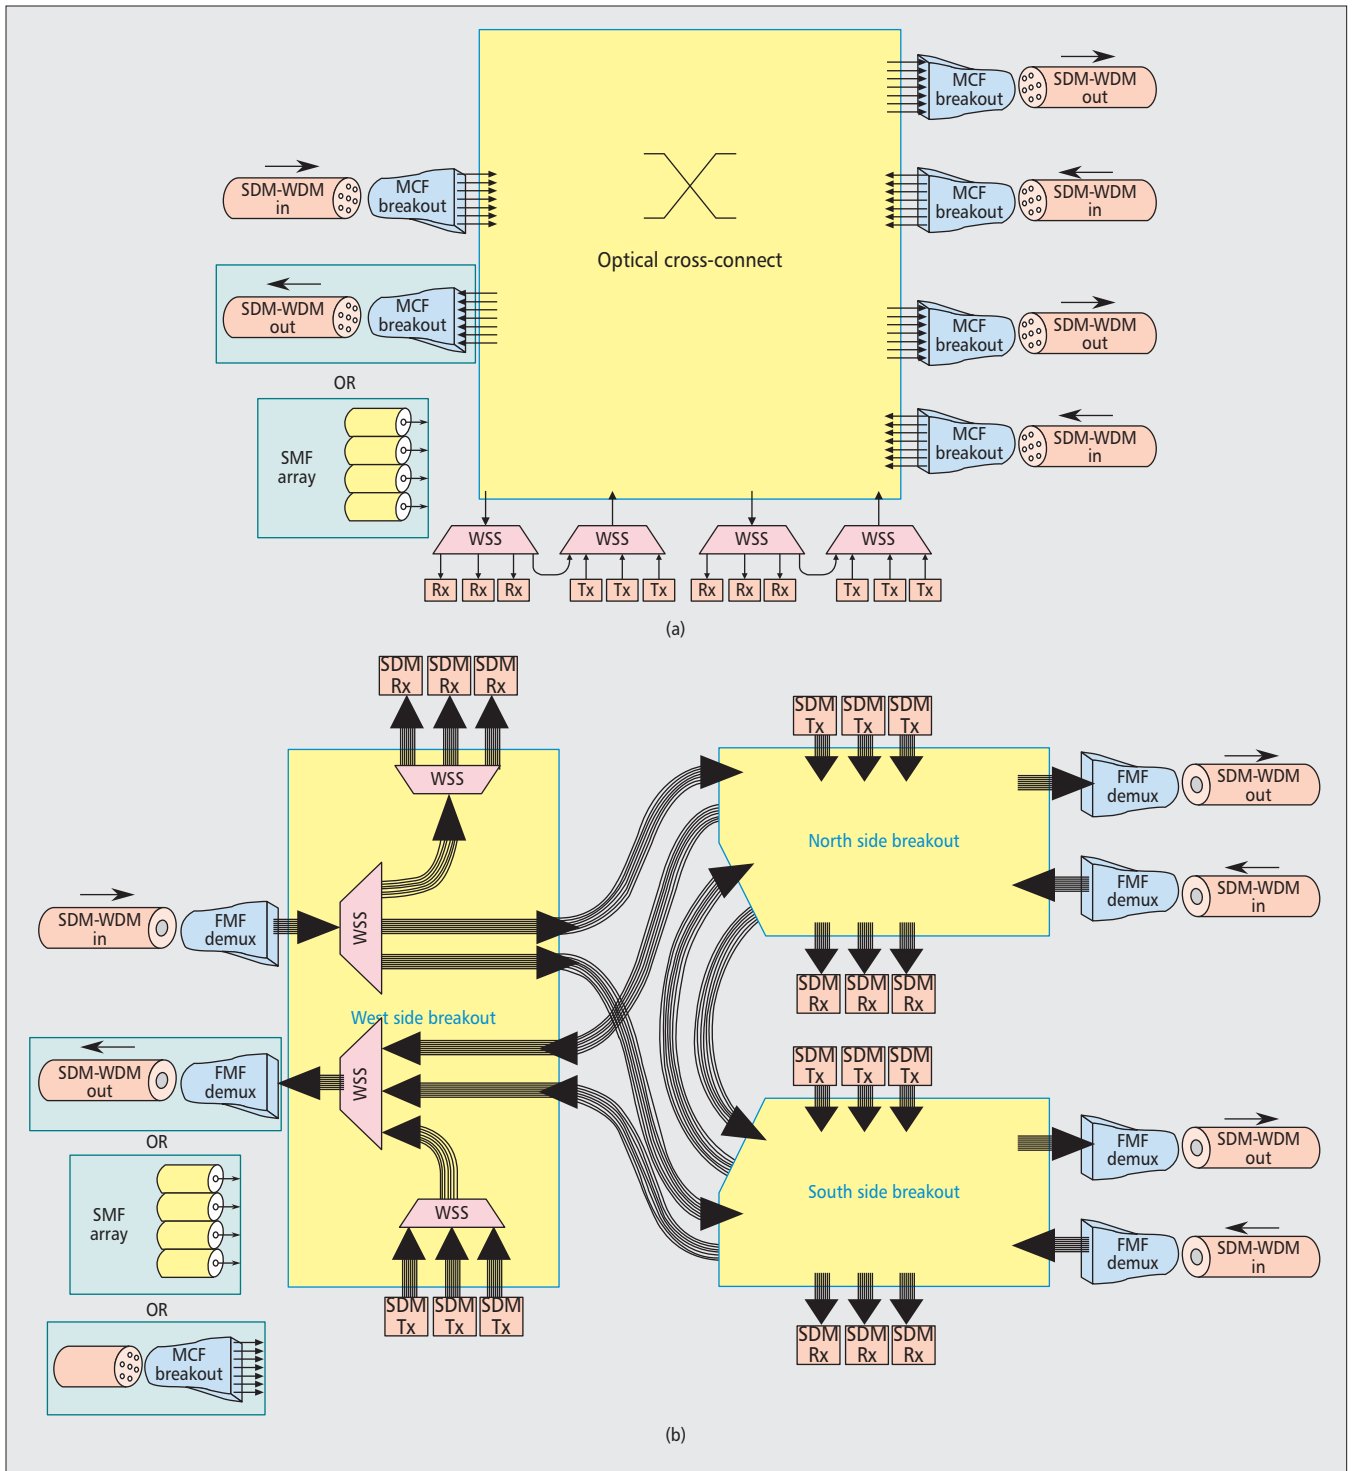 MCF
breakout
SDM-WDM
out
SDM-WDM
in
MCF
breakout
MCF
breakout
SDM-WDM
in
Optical cross-connect
SDM-WDM
out
MCF
breakout
MCF
breakout
SDM-WDM
out
OR
SMF
array
MCF
breakout
SDM-WDM
in
WSS
WSS
WSS
WSS
Rx
Rx
Rx
Tx
Tx
Tx
Rx
Rx
Rx
Tx
Tx
Tx
(a)
SDM
Rx
SDM
Rx
SDM
Rx
SDM
Tx
SDM
Tx
SDM
Tx
WSS
FMF
demux
SDM-WDM
out
North side breakout
FMF
demux
SDM-WDM
in
SDM-WDM
in
FMF
demux
WSS
SDM
Rx
SDM
Rx
SDM
Rx
West side breakout
SDM-WDM
out
FMF
demux
WSS
SDM
Tx
SDM
Tx
SDM
Tx
OR
FMF
demux
SDM-WDM
out
SMF
array
WSS
South side breakout
FMF
demux
SDM-WDM
in
OR
SDM
Tx
SDM
Tx
SDM
Tx
SDM
Rx
SDM
Rx
SDM
Rx
MCF
breakout
(b)